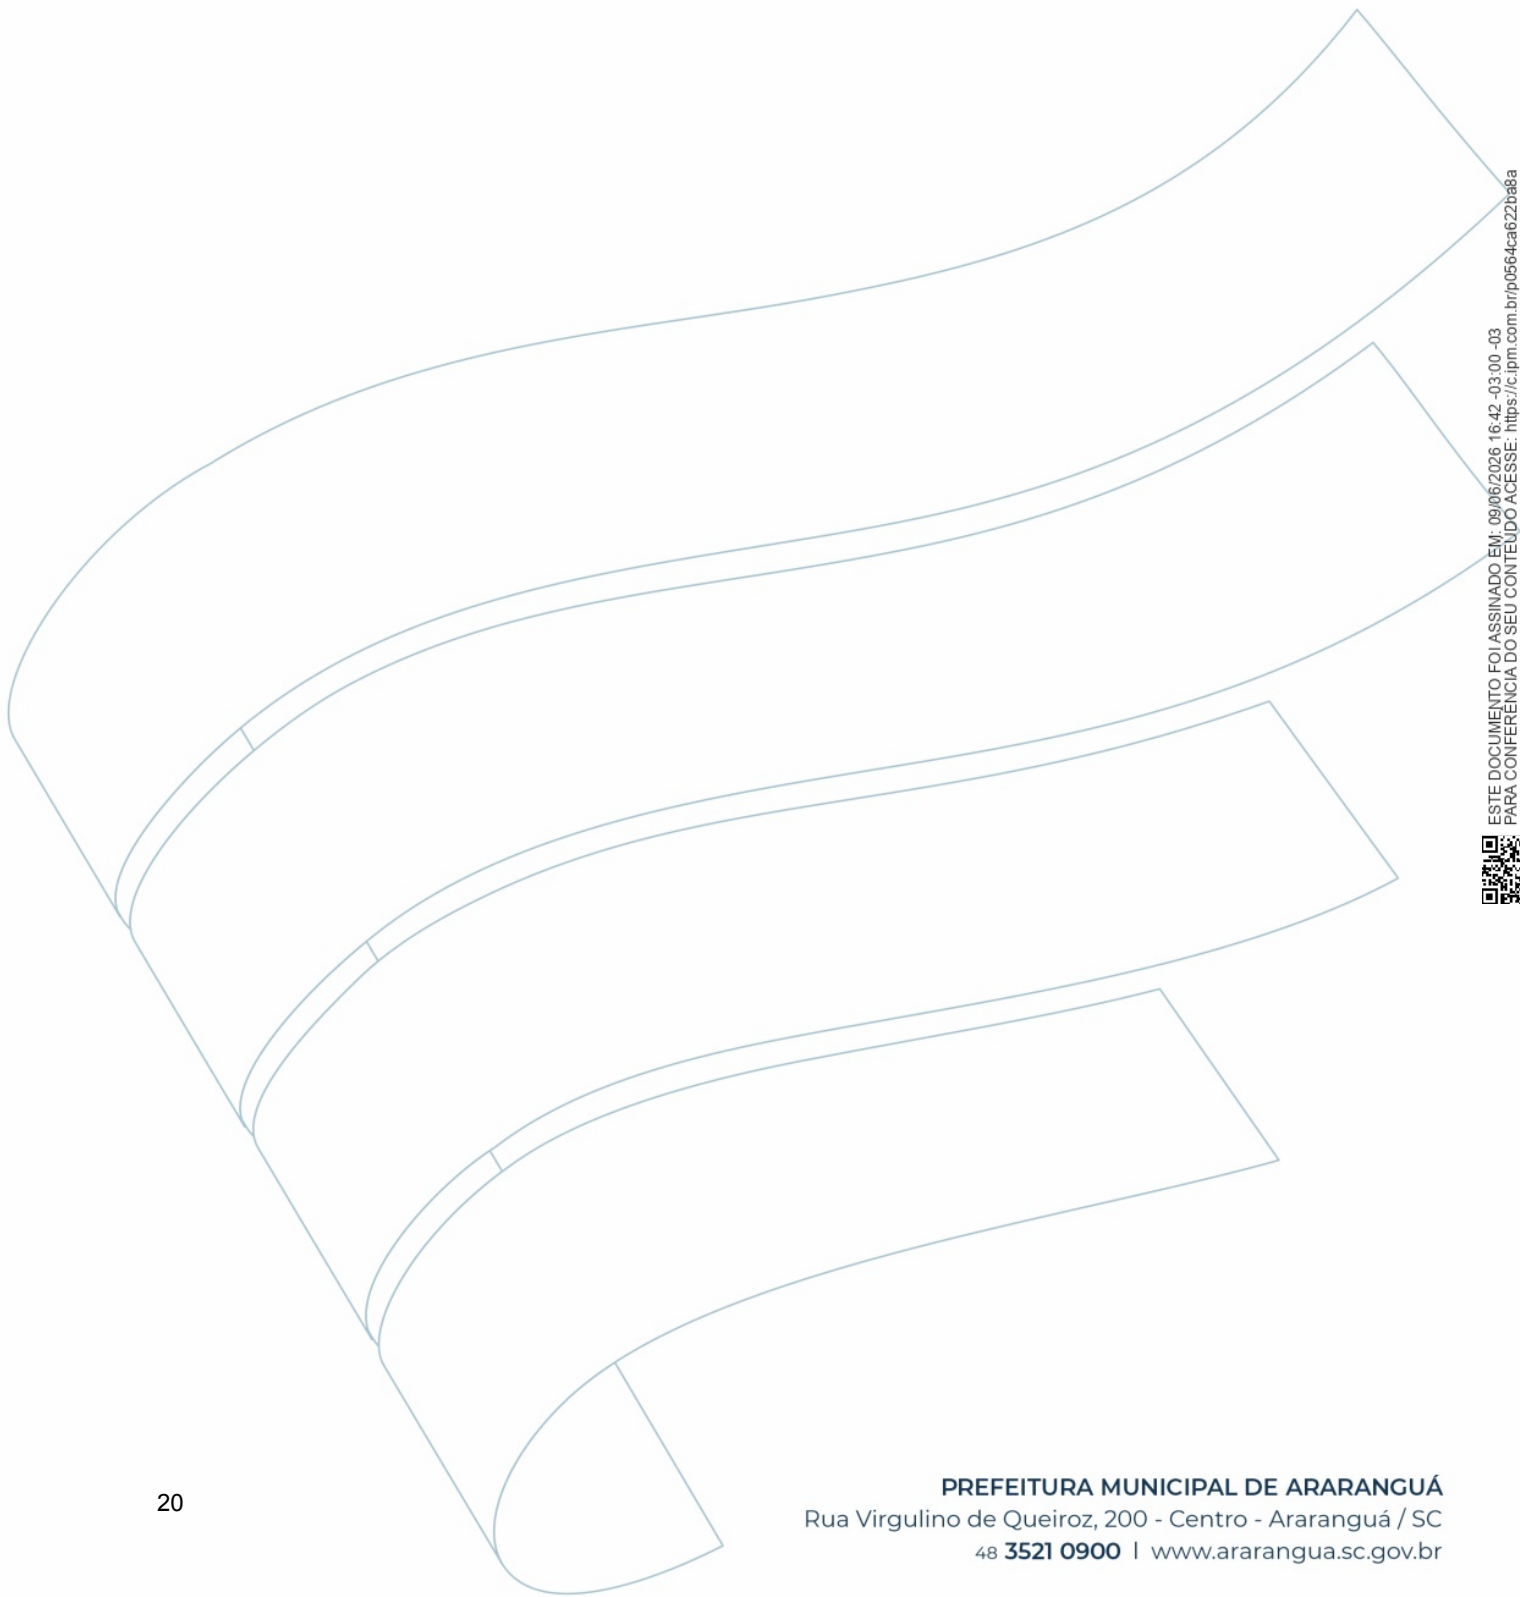 ESTE DOCUMENTO FOI ASSINADO EM: 09/06/2026 16:42 -03:00 -03
PARA CONFERÊNCIA DO SEU CONTEÚDO ACESSE: https://c.ipm.com.br/p0564ca622ba8a
20
PREFEITURA MUNICIPAL DE ARARANGUÁ
Rua Virgulino de Queiroz, 200 - Centro - Araranguá / SC
48 3521 0900 | www.ararangua.sc.gov.br